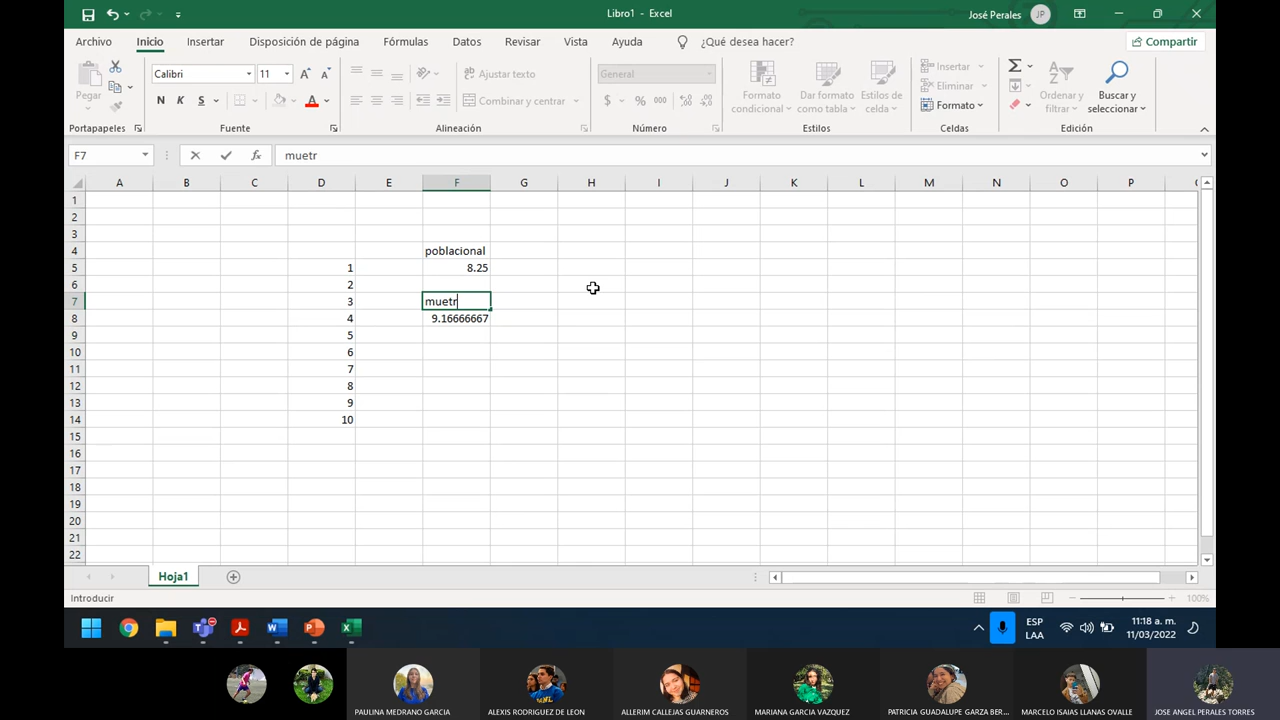 Libro1 - Excel
José Perales
JP
Archivo
Inicio
Insertar
Disposición de página
Fórmulas
Datos
Revisar
Vista
Ayuda
¿Qué desea hacer?
Compartir
Pegar
Calibri
11
N
K
S
Ajustar texto
Combinar y centrar
General
$
%
000
Formato condicional
Dar formato como tabla
Estilos de celda
Insertar
Eliminar
Formato
Ordenar y filtrar
Buscar y seleccionar
Portapapeles
Fuente
Alineación
Número
Estilos
Celdas
Edición
F7
fx
muetr
A B C D E F G H I J K L M N O P
1
2
3
4 poblacional
5 1 8.25
6 2
7 3 muetr
8 4 9.16666667
9 5
10 6
11 7
12 8
13 9
14 10
15
16
17
18
19
20
21
22
Hoja1
Introducir
100%
ESP
LAA
11:18 a. m.
11/03/2022
PAULINA MEDRANO GARCIA
ALEXIS RODRIGUEZ DE LEON
ALLERIM CALLEJAS GUARNEROS
MARIANA GARCIA VAZQUEZ
PATRICIA GUADALUPE GARZA BER...
MARCELO ISAIAS LLANAS OVALLE
JOSE ANGEL PERALES TORRES